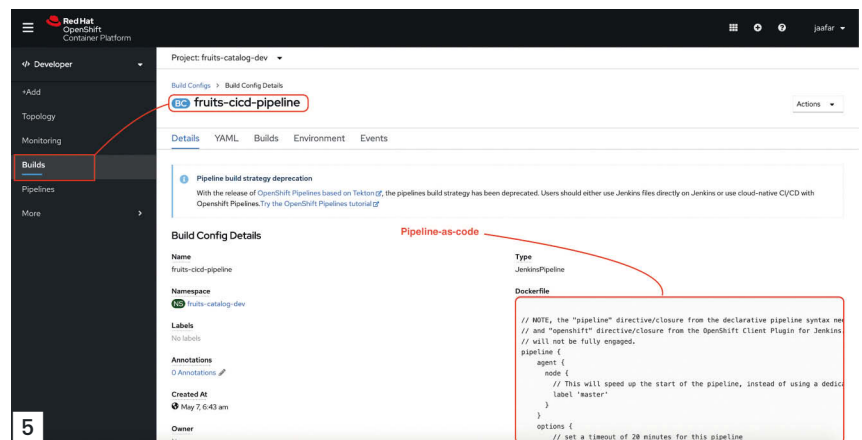 Red Hat
OpenShift
Container Platform
jaafar
Developer
+Add
Topology
Monitoring
Builds
Pipelines
More
Project: fruits-catalog-dev
Build Configs > Build Config Details
BC fruits-cicd-pipeline
Actions
Details YAML Builds Environment Events
Pipeline build strategy deprecation
With the release of OpenShift Pipelines based on Tekton, the pipelines build strategy has been deprecated. Users should either use Jenkins files directly on Jenkins or use cloud-native CI/CD with
Openshift Pipelines.Try the OpenShift Pipelines tutorial
Build Config Details
Pipeline-as-code
Name
fruits-cicd-pipeline
Namespace
NS fruits-catalog-dev
Labels
No labels
Annotations
0 Annotations
Created At
May 7, 6:43 am
Owner
Type
JenkinsPipeline
Dockerfile
// NOTE, the "pipeline" directive/closure from the declarative pipeline syntax
// and "openshift" directive/closure from the OpenShift Client Plugin for Jenkins
// will not be fully engaged.
pipeline {
agent {
node {
// This will speed up the start of the pipeline, instead of using a
label 'master'
}
}
options {
// set a timeout of 20 minutes for this pipeline
5